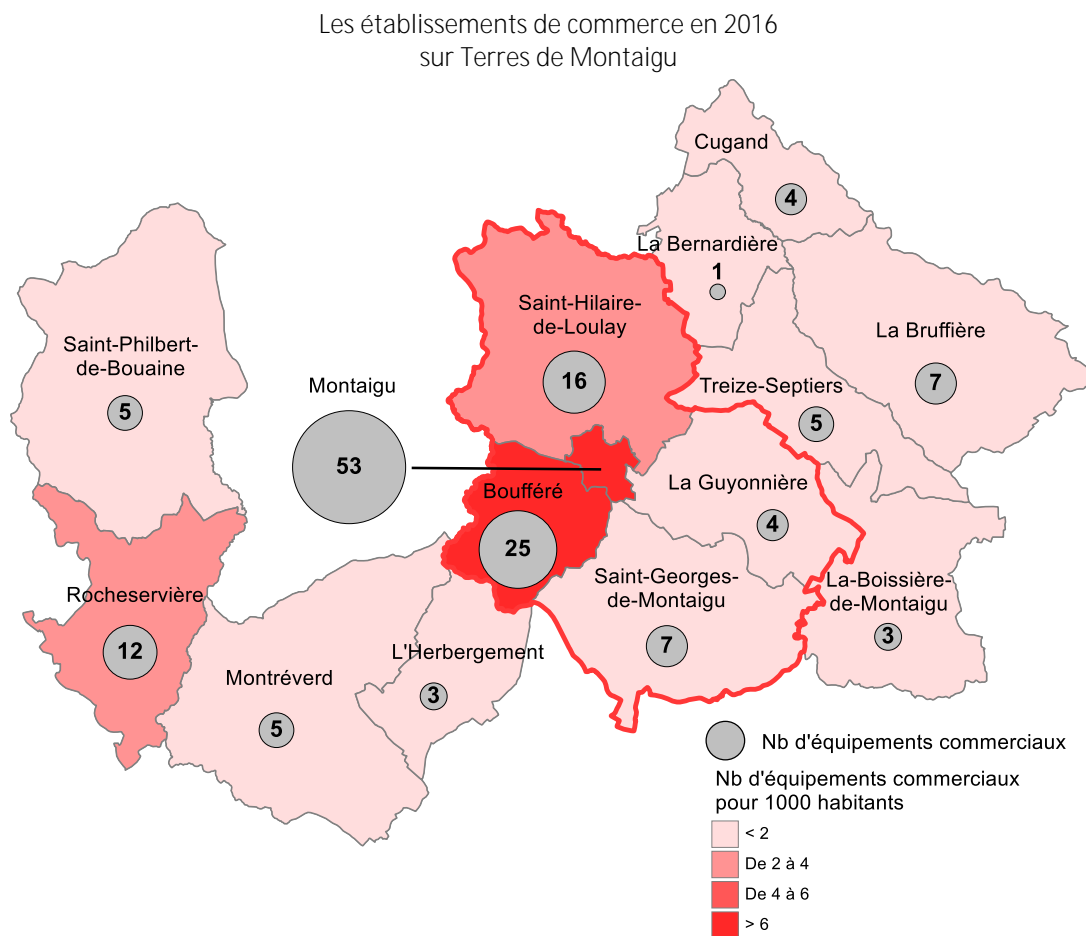 Les établissements de commerce en 2016
sur Terres de Montaigu
Cugand
4
La Bernardière
1
Saint-Hilaire-
de-Loulay
16
La Bruffière
7
Saint-Philbert-
de-Bouaine
5
Montaigu
53
Treize-Septiers
5
La Guyonnière
4
Boufféré
25
Saint-Georges-
de-Montaigu
7
La-Boissière-
de-Montaigu
3
Rocheservière
12
L'Herbergement
3
Montréverd
5
Nb d'équipements commerciaux
Nb d'équipements commerciaux
pour 1000 habitants
< 2
De 2 à 4
De 4 à 6
> 6